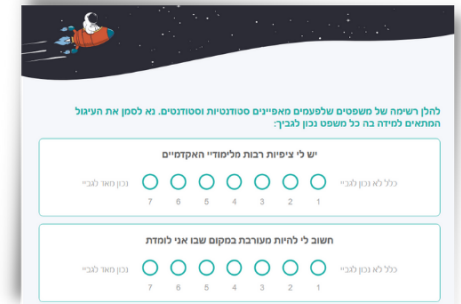 להלן רשימה של משפטים שלפעמים מאפיינים סטודנטיות וסטודנטים. נא לסמן את העיגול
המתאים למידה בה כל משפט נכון לגביך:
יש לי ציפיות רבות מלימודיי האקדמיים
כלל לא נכון לגביי
נכון מאד לגביי
1 2 3 4 5 6 7
חשוב לי להיות מעורבת במקום שבו אני לומדת
כלל לא נכון לגביי
נכון מאד לגביי
1 2 3 4 5 6 7